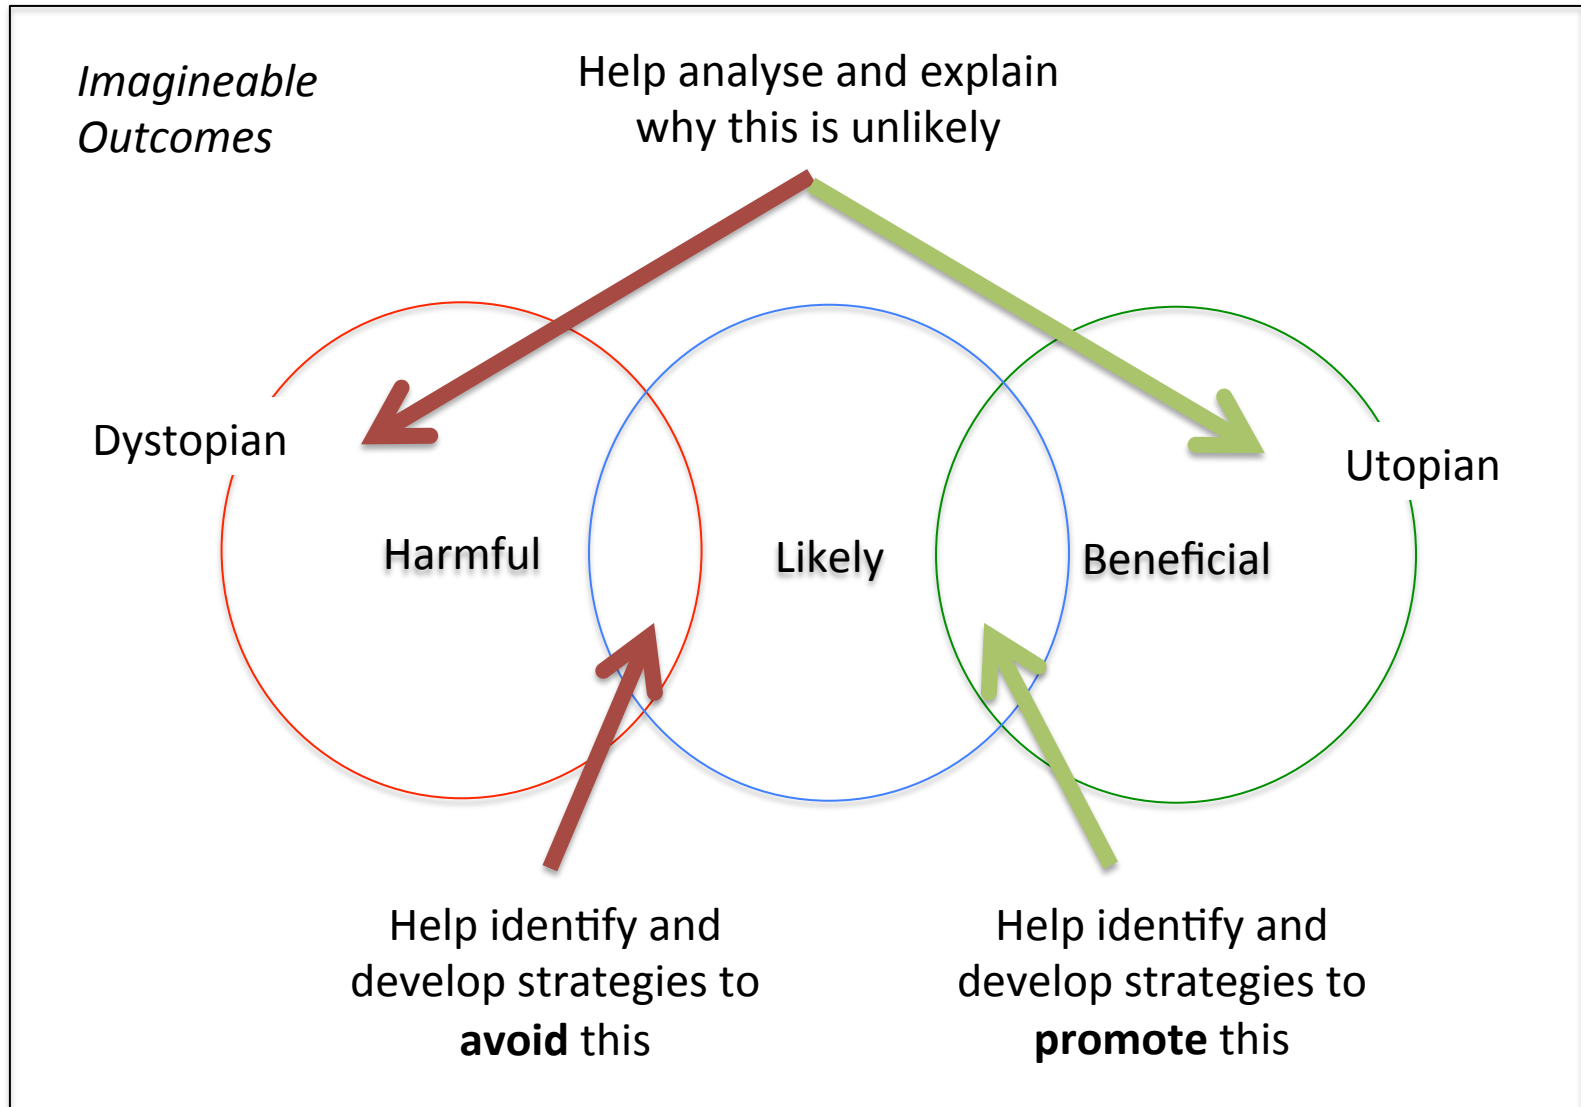 Imagineable
Outcomes
Help analyse and explain
why this is unlikely
Dystopian
Utopian
Harmful
Likely
Beneficial
Help identify and
develop strategies to
avoid this
Help identify and
develop strategies to
promote this